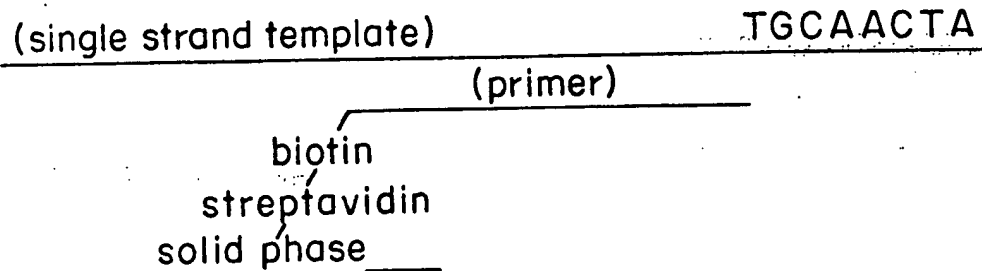 (single strand template) TGCAACTA
(primer)
biotin
streptavidin
solid phase